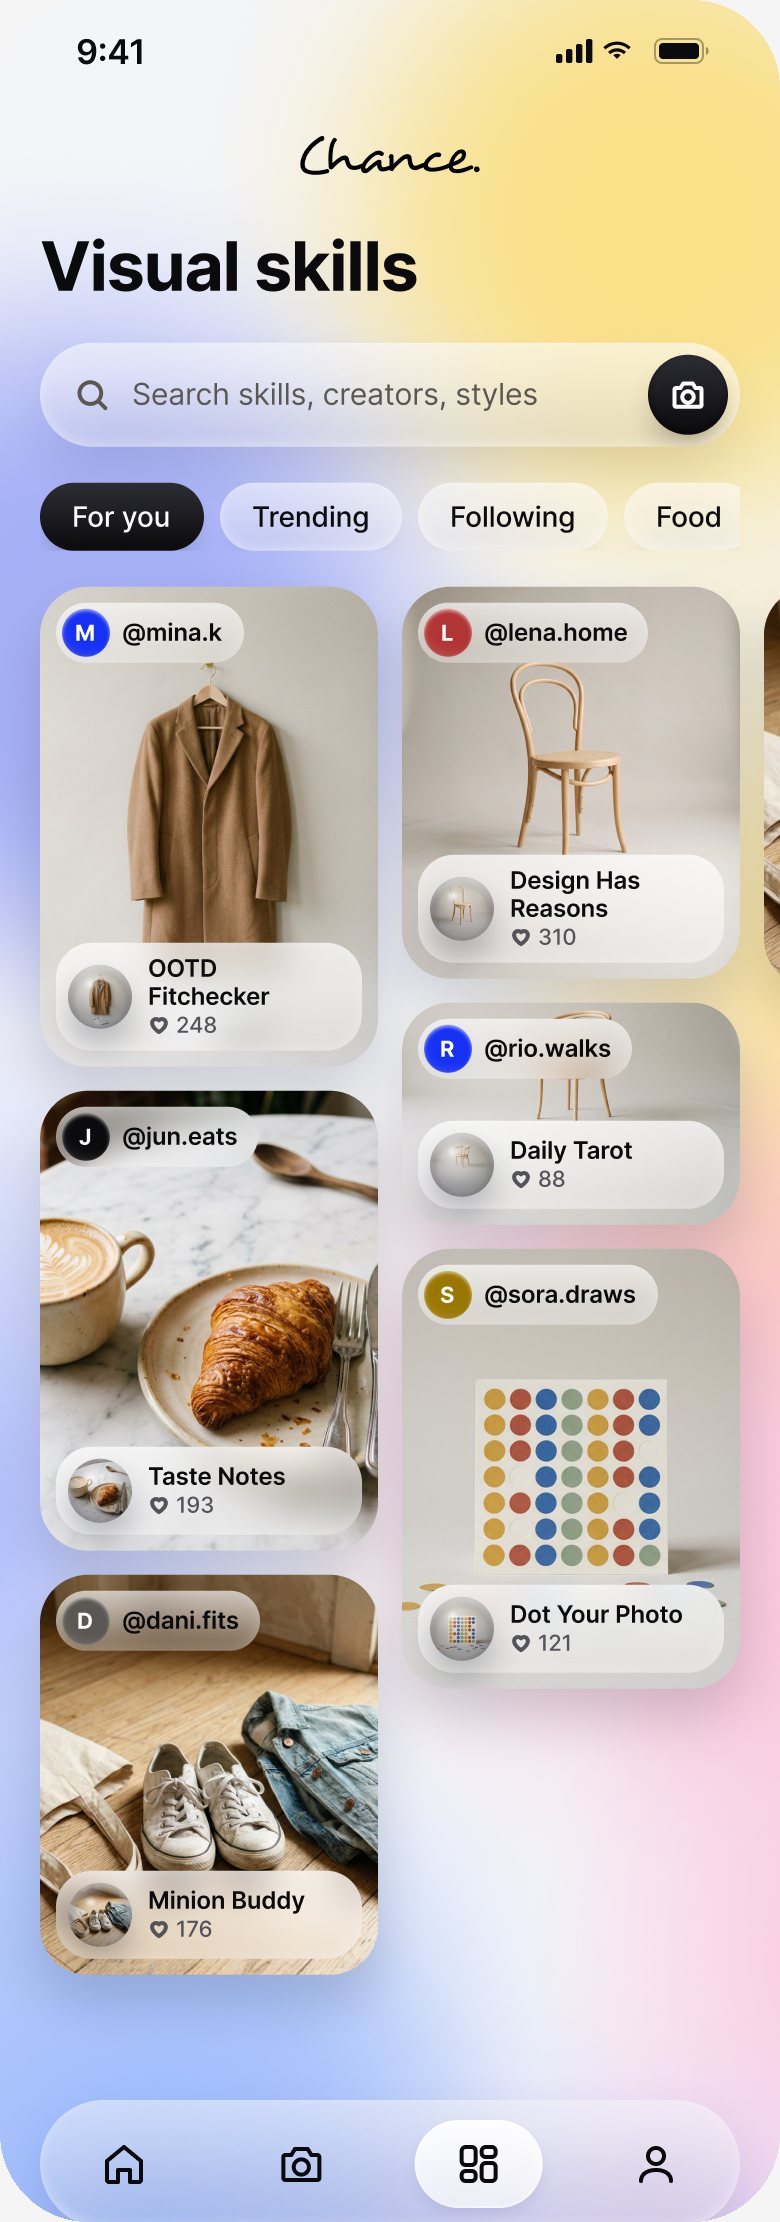 9:41
Chance.
Visual skills
Search skills, creators, styles
For you
Trending
Following
Food
M
@mina.k
OOTD
Fitchecker
248
J
@jun.eats
Taste Notes
193
D
@dani.fits
Minion Buddy
176
L
@lena.home
Design Has
Reasons
310
R
@rio.walks
Daily Tarot
88
S
@sora.draws
Dot Your Photo
121